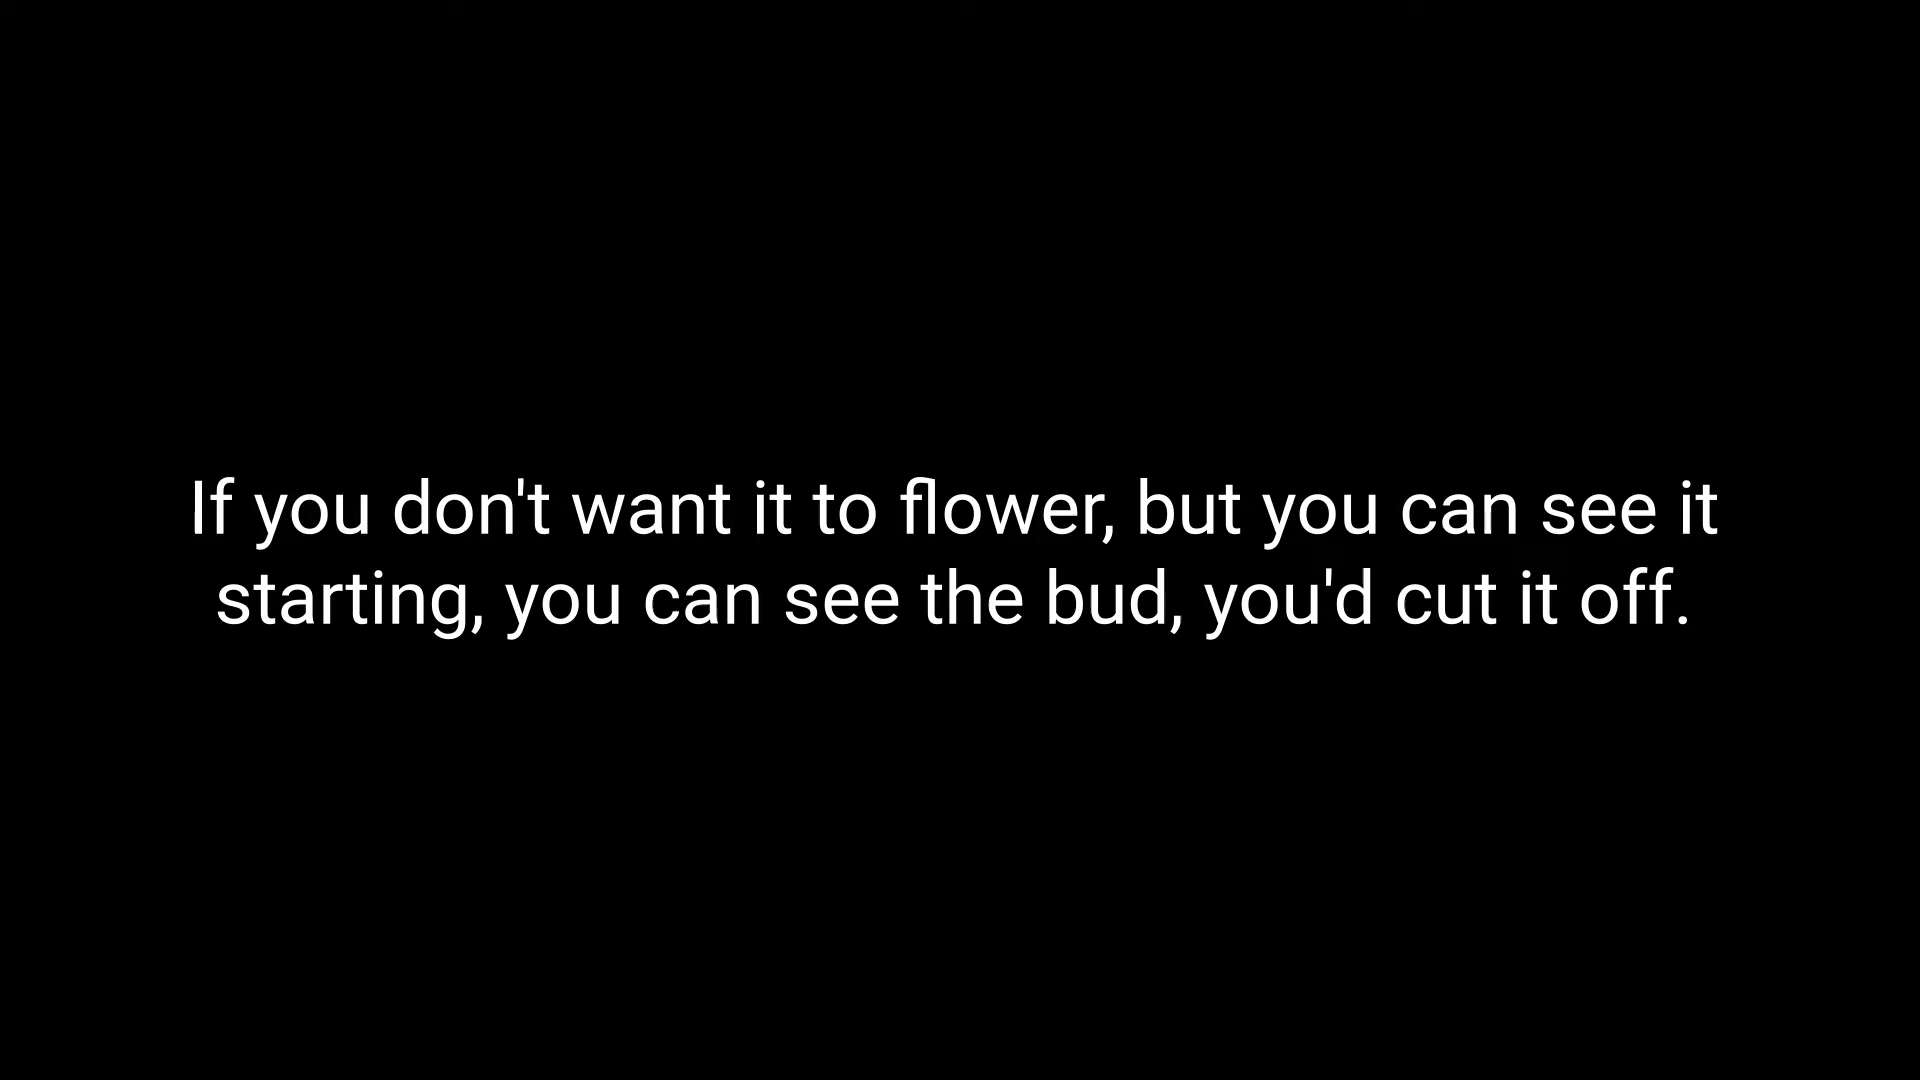 If you don't want it to flower, but you can see it
starting, you can see the bud, you'd cut it off.